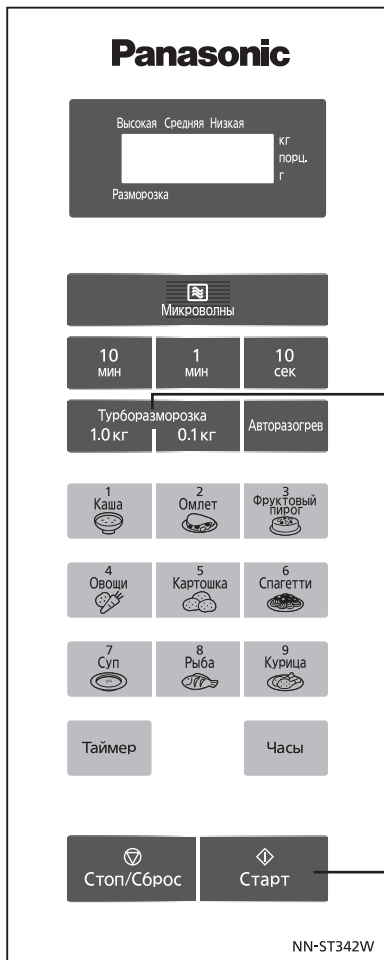 Panasonic
Высокая Средняя Низкая
кг
порц.
г
Разморозка
Микроволны
10 мин
1 мин
10 сек
Турборазморозка
1.0 кг 0.1 кг
Авторазогрев
1
Каша
2
Омлет
3
Фруктовый
пирог
4
Овощи
5
Картошка
6
Спагетти
7
Суп
8
Рыба
9
Курица
Таймер
Часы
Стоп/Сброс
Старт
NN-ST342W